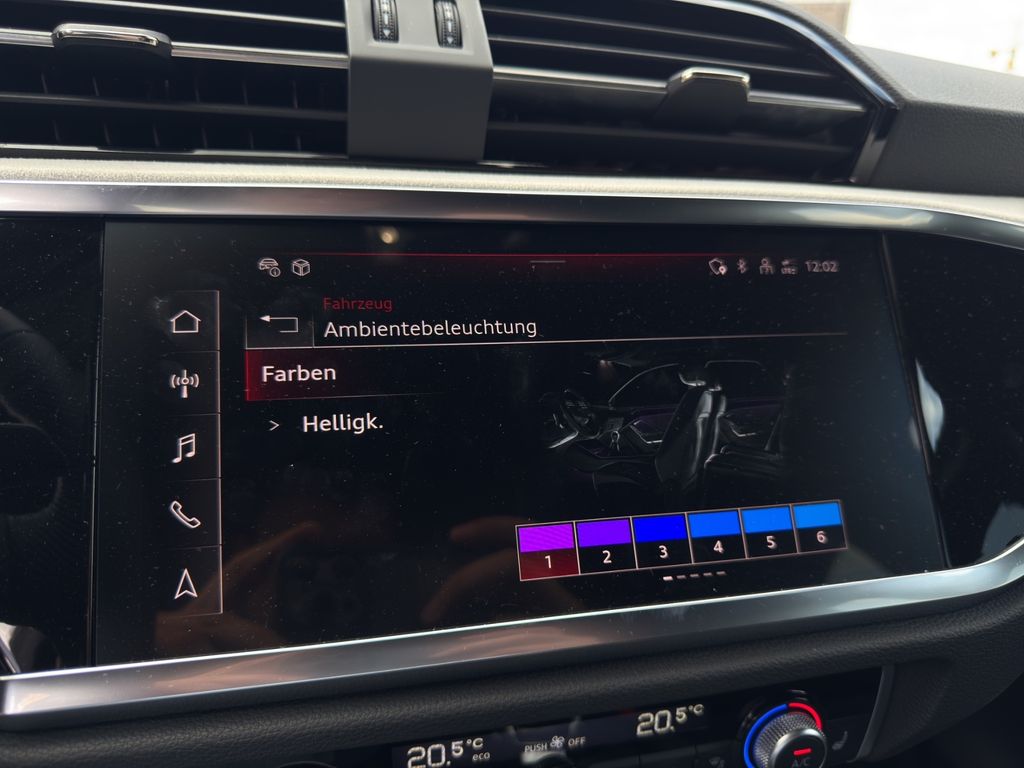 12:02
Fahrzeug
Ambientebeleuchtung
Farben
> Helligk.
1 2 3 4 5 6
20.5°C eco
PUSH OFF
20.5°C
A/C